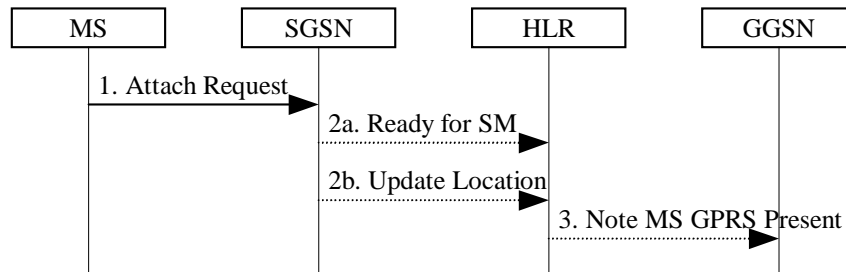 MS
SGSN
HLR
GGSN
1. Attach Request
2a. Ready for SM
2b. Update Location
3. Note MS GPRS Present